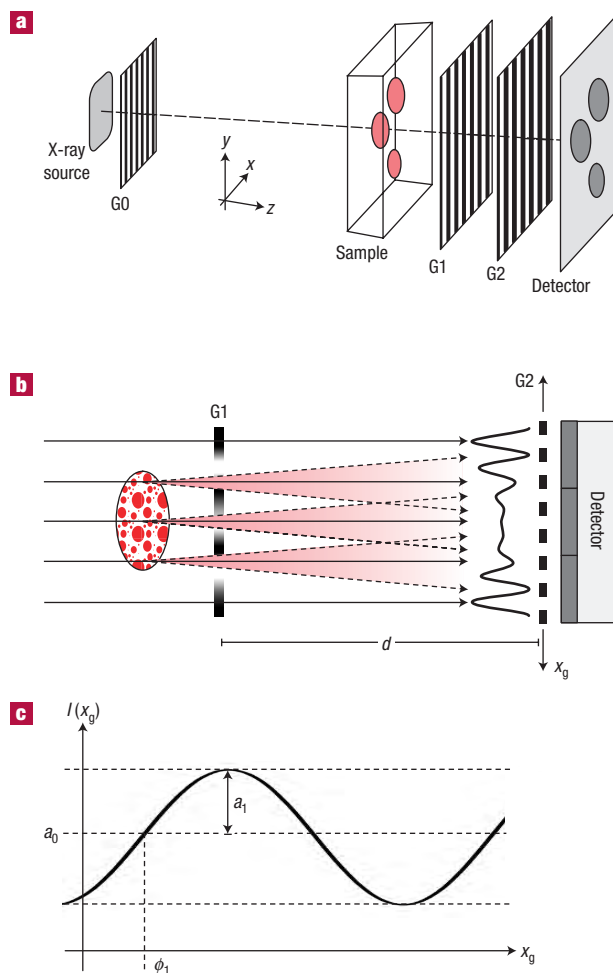 a
X-ray
source
G0
y
x
z
Sample
G1
G2
Detector
b
G2
G1
Detector
d
x_g
c
I (x_g)
a_1
a_0
ϕ_1
x_g